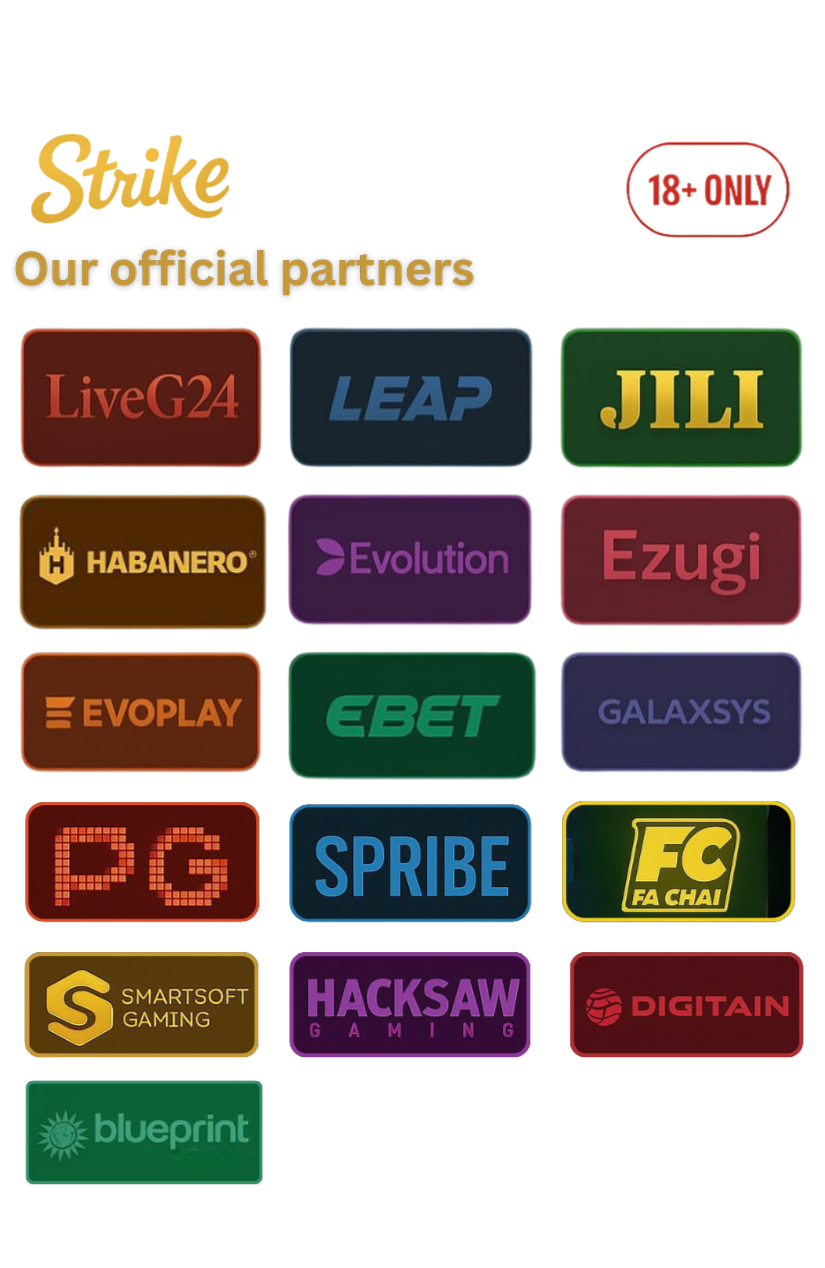 Strike
18+ ONLY
Our official partners
LiveG24
LEAP
JILI
H
HABANERO®
Evolution
Ezugi
EVOPLAY
EBET
GALAXSYS
PG
SPRIBE
FC
FA CHAI
S
SMARTSOFT
GAMING
HACKSAW
GAMING
DIGITAIN
blueprint